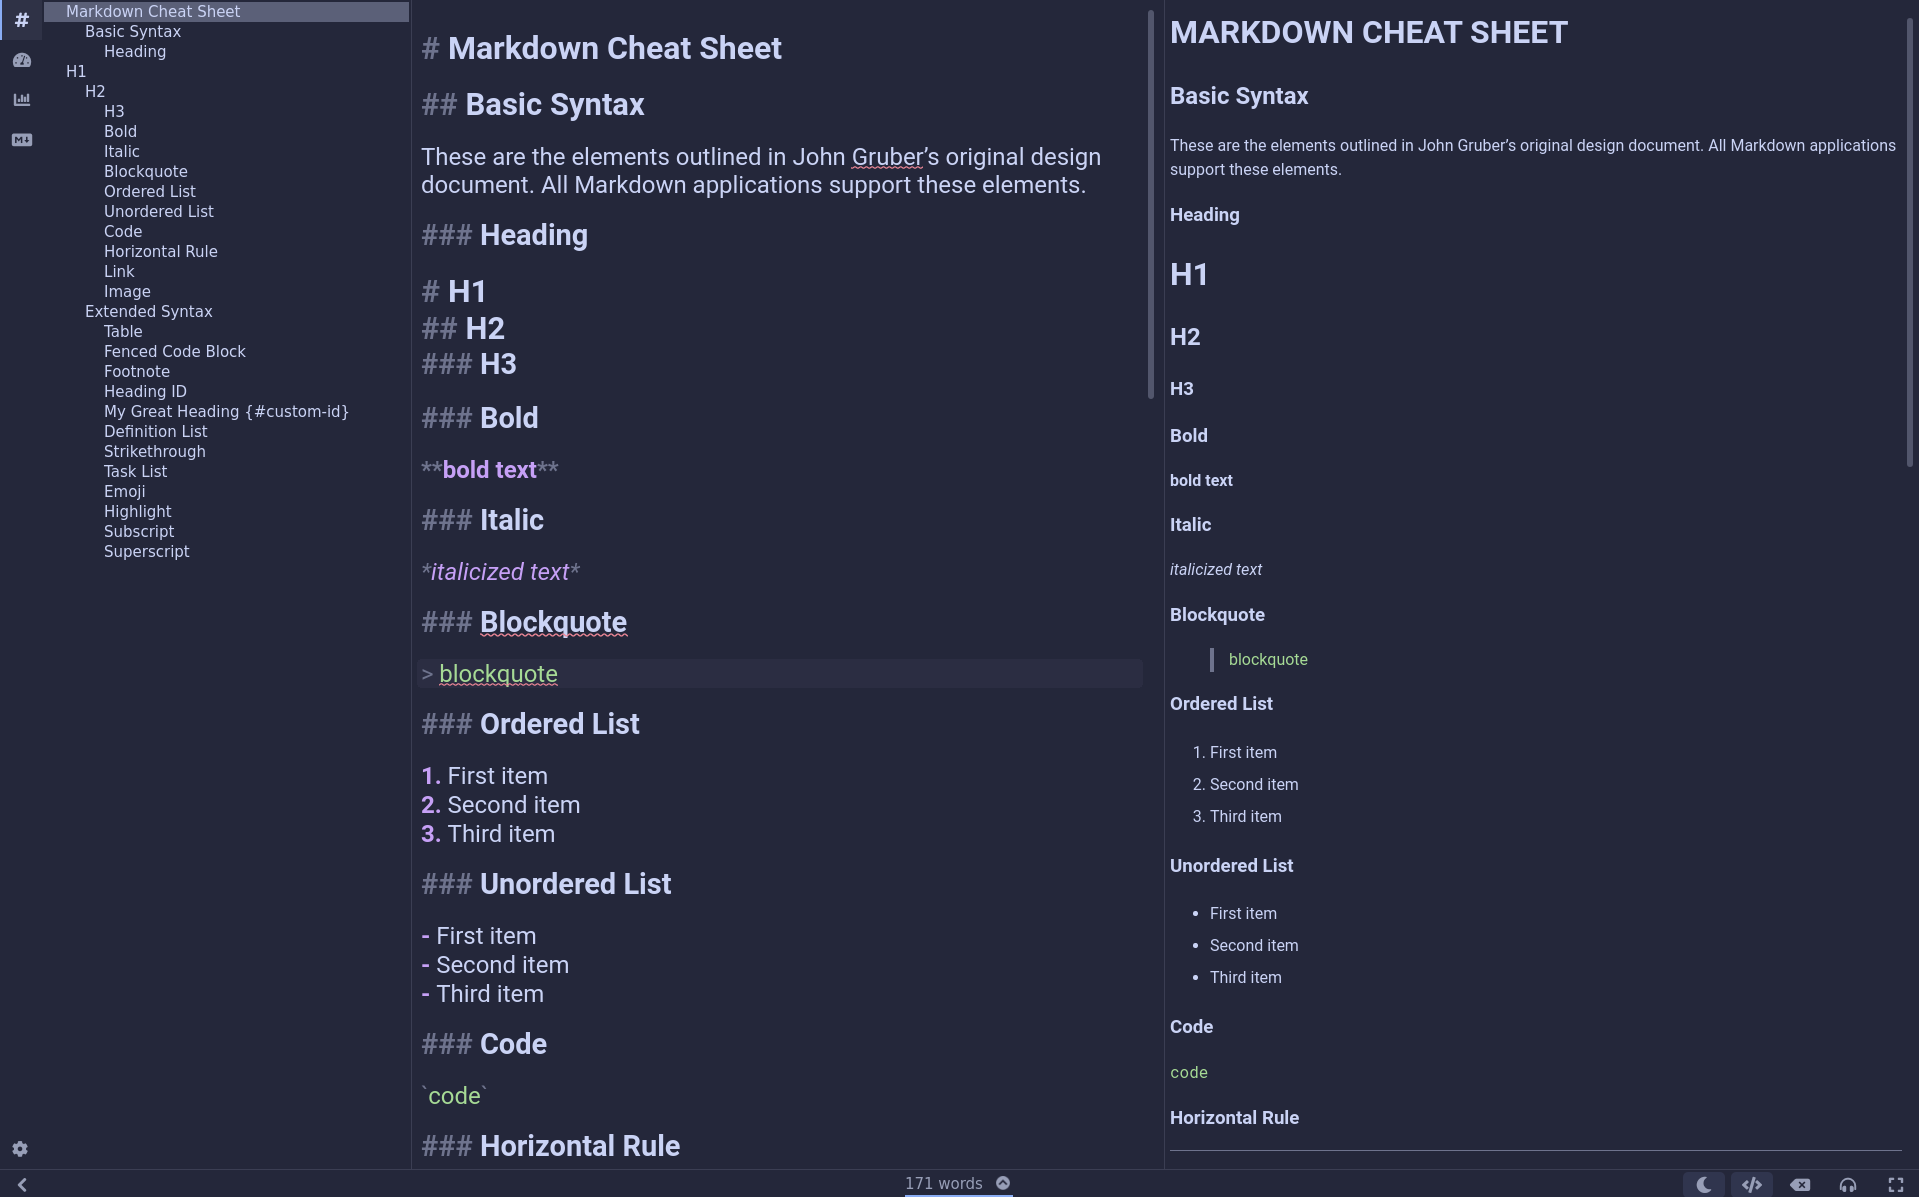 Markdown Cheat Sheet
Basic Syntax
Heading
H1
H2
H3
Bold
Italic
Blockquote
Ordered List
Unordered List
Code
Horizontal Rule
Link
Image
Extended Syntax
Table
Fenced Code Block
Footnote
Heading ID
My Great Heading {#custom-id}
Definition List
Strikethrough
Task List
Emoji
Highlight
Subscript
Superscript
# Markdown Cheat Sheet
## Basic Syntax
These are the elements outlined in John Gruber’s original design
document. All Markdown applications support these elements.
### Heading
# H1
## H2
### H3
### Bold
**bold text**
### Italic
*italicized text*
### Blockquote
> blockquote
### Ordered List
1. First item
2. Second item
3. Third item
### Unordered List
- First item
- Second item
- Third item
### Code
`code`
### Horizontal Rule
MARKDOWN CHEAT SHEET
Basic Syntax
These are the elements outlined in John Gruber’s original design document. All Markdown applications
support these elements.
Heading
H1
H2
H3
Bold
bold text
Italic
italicized text
Blockquote
blockquote
Ordered List
1. First item
2. Second item
3. Third item
Unordered List
• First item
• Second item
• Third item
Code
code
Horizontal Rule
171 words